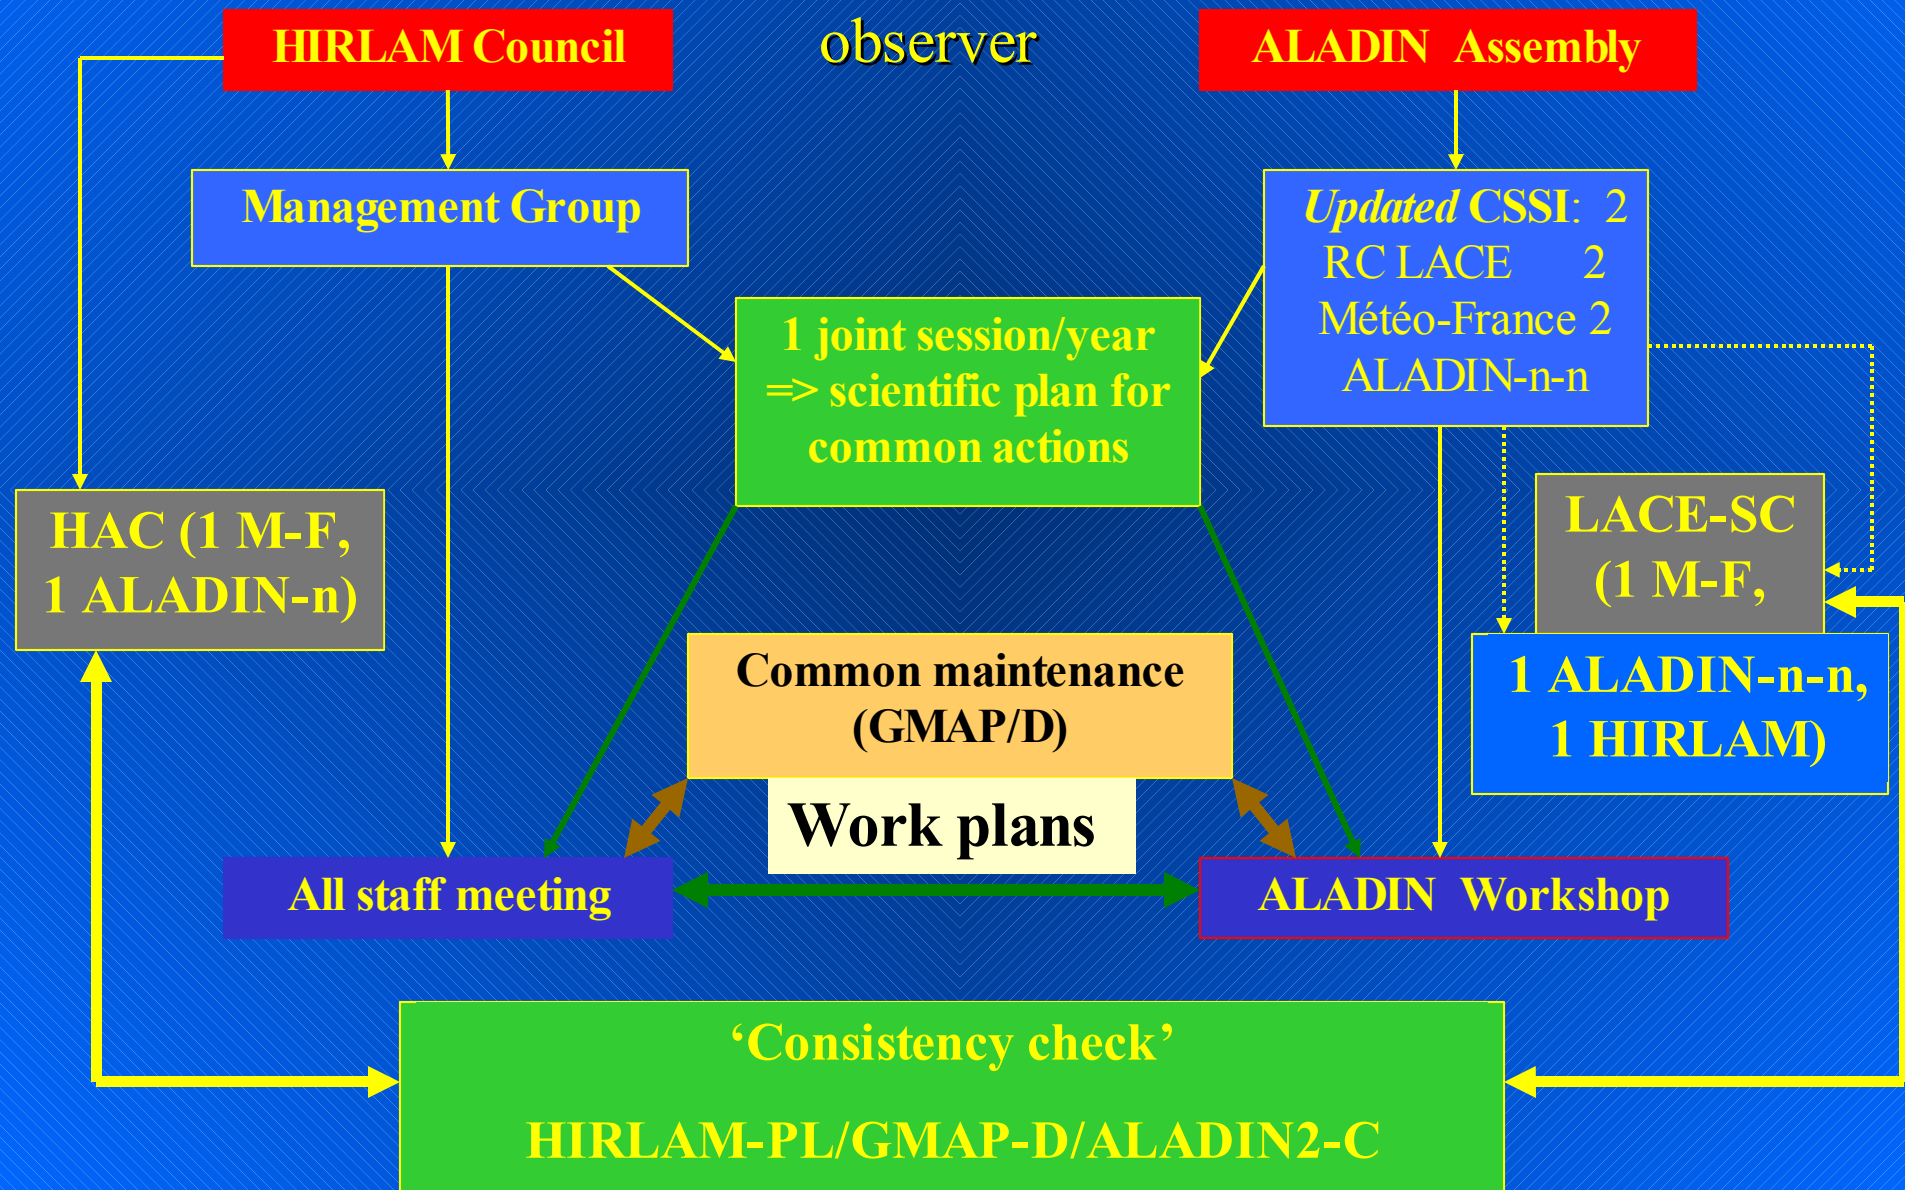 HIRLAM Council
observer
ALADIN Assembly
Management Group
Updated CSSI: 2
RC LACE 2
Météo-France 2
ALADIN-n-n
1 joint session/year
=> scientific plan for
common actions
HAC (1 M-F,
1 ALADIN-n)
LACE-SC
(1 M-F,
1 ALADIN-n-n,
1 HIRLAM)
Common maintenance
(GMAP/D)
Work plans
All staff meeting
ALADIN Workshop
‘Consistency check’
HIRLAM-PL/GMAP-D/ALADIN2-C